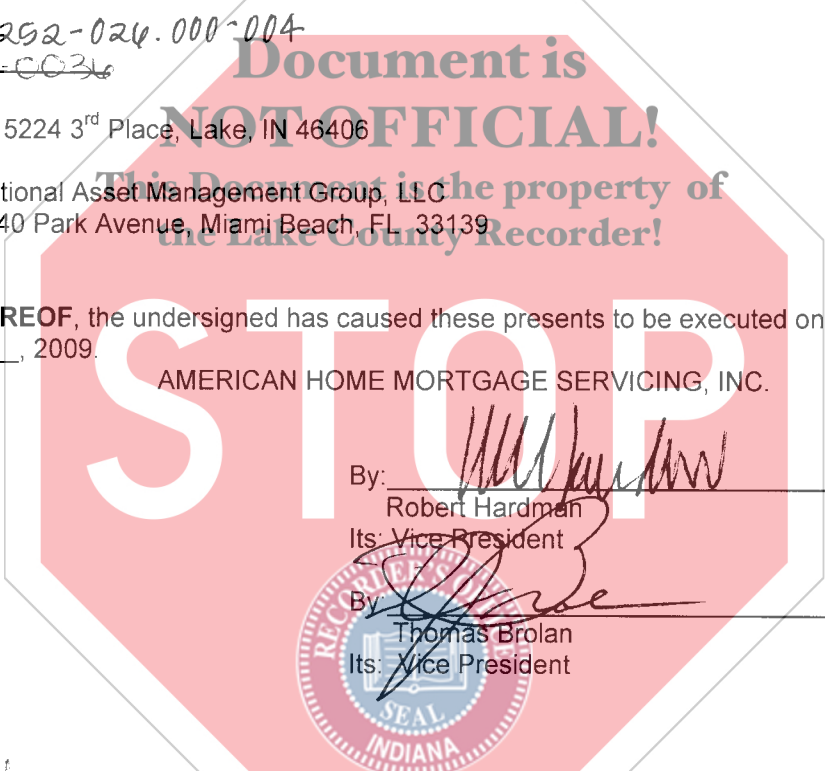 252-026.000-004
-0036
Document is
NOT OFFICIAL!
5224 3rd Place, Lake, IN 46406
This Document is the property of
the Lake County Recorder!
tional Asset Management Group, LLC
40 Park Avenue, Miami Beach, FL 33139
REOF, the undersigned has caused these presents to be executed on
__, 2009.
STOP
AMERICAN HOME MORTGAGE SERVICING, INC.
By:
Robert Hardman
Its: Vice President
By:
Thomas Brolan
Its: Vice President
RECORDER'S OFFICE
SEAL
INDIANA